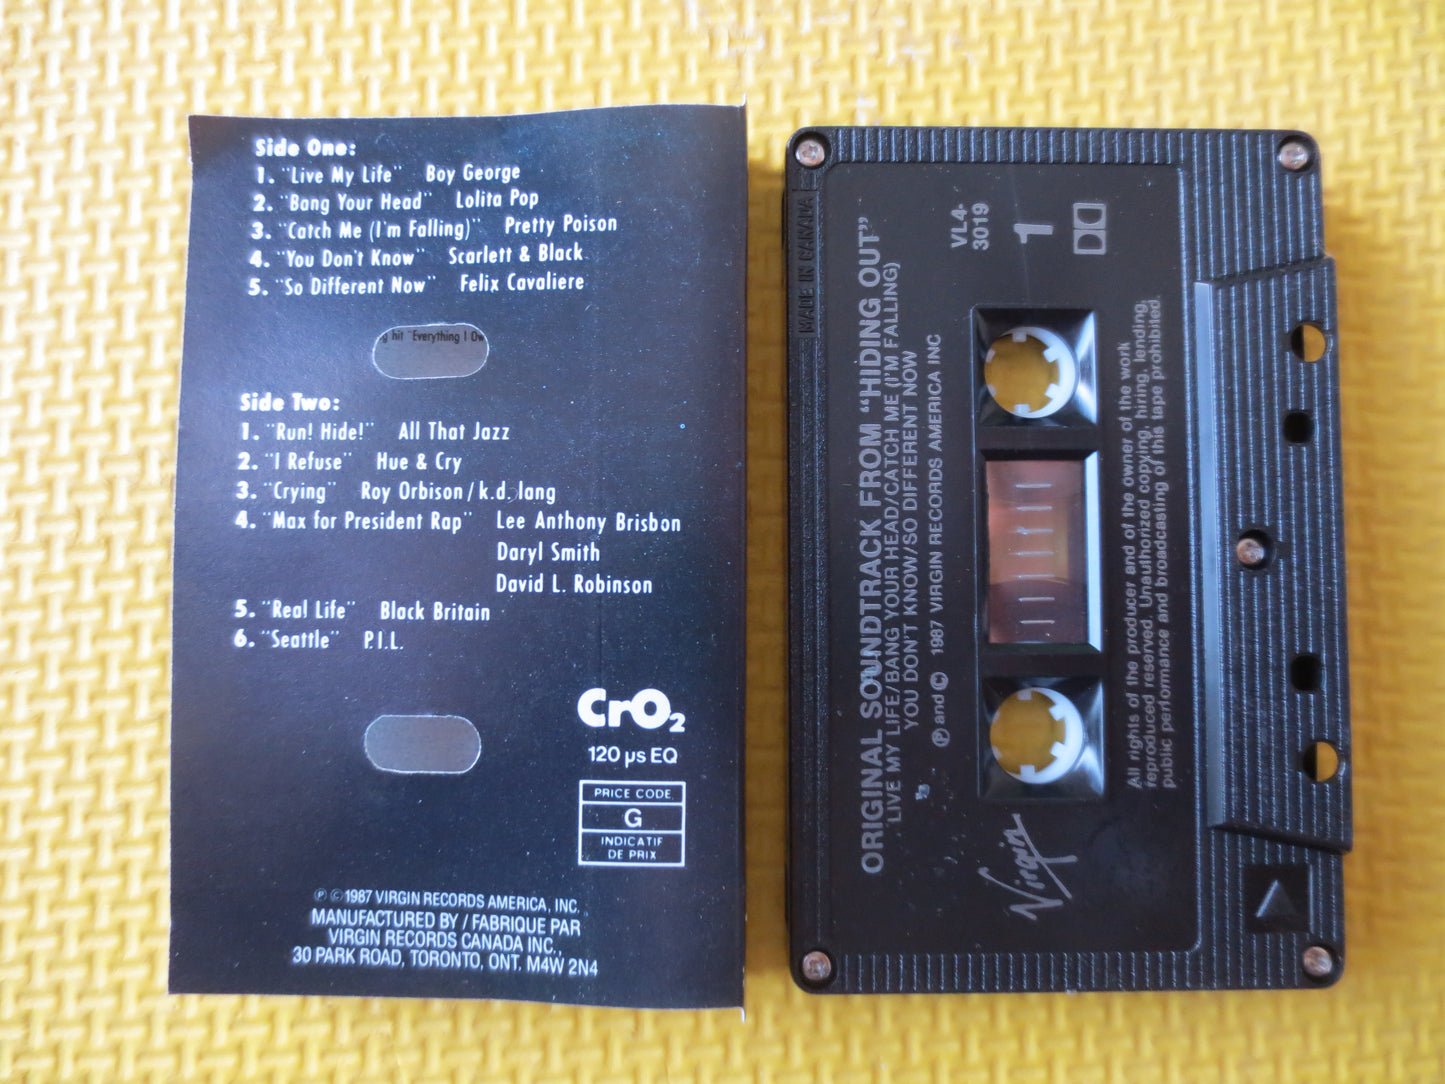 Side One:
1. "Live My Life" Boy George
2. "Bang Your Head" Lolita Pop
3. "Catch Me (I'm Falling)" Pretty Poison
4. "You Don't Know" Scarlett & Black
5. "So Different Now" Felix Cavaliere
g hit "Everything I Ow
Side Two:
1. "Run! Hide!" All That Jazz
2. "I Refuse" Hue & Cry
3. "Crying" Roy Orbison / k.d. lang
4. "Max for President Rap" Lee Anthony Brisbon
Daryl Smith
David L. Robinson
5. "Real Life" Black Britain
6. "Seattle" P.I.L.
CrO2
120 µs EQ
PRICE CODE
G
INDICATIF
DE PRIX
℗ © 1987 VIRGIN RECORDS AMERICA, INC.
MANUFACTURED BY / FABRIQUE PAR
VIRGIN RECORDS CANADA INC.,
30 PARK ROAD, TORONTO, ONT. M4W 2N4
MADE IN CANADA
ORIGINAL SOUNDTRACK FROM "HIDING OUT"
LIVE MY LIFE/BANG YOUR HEAD/CATCH ME (I'M FALLING)
YOU DON'T KNOW/SO DIFFERENT NOW
℗ and © 1987 VIRGIN RECORDS AMERICA INC
VL4-
3019
1
Virgin
All rights of the producer and of the owner of the work
reproduced reserved. Unauthorized copying, hiring, lending,
public performance and broadcasting of this tape prohibited.